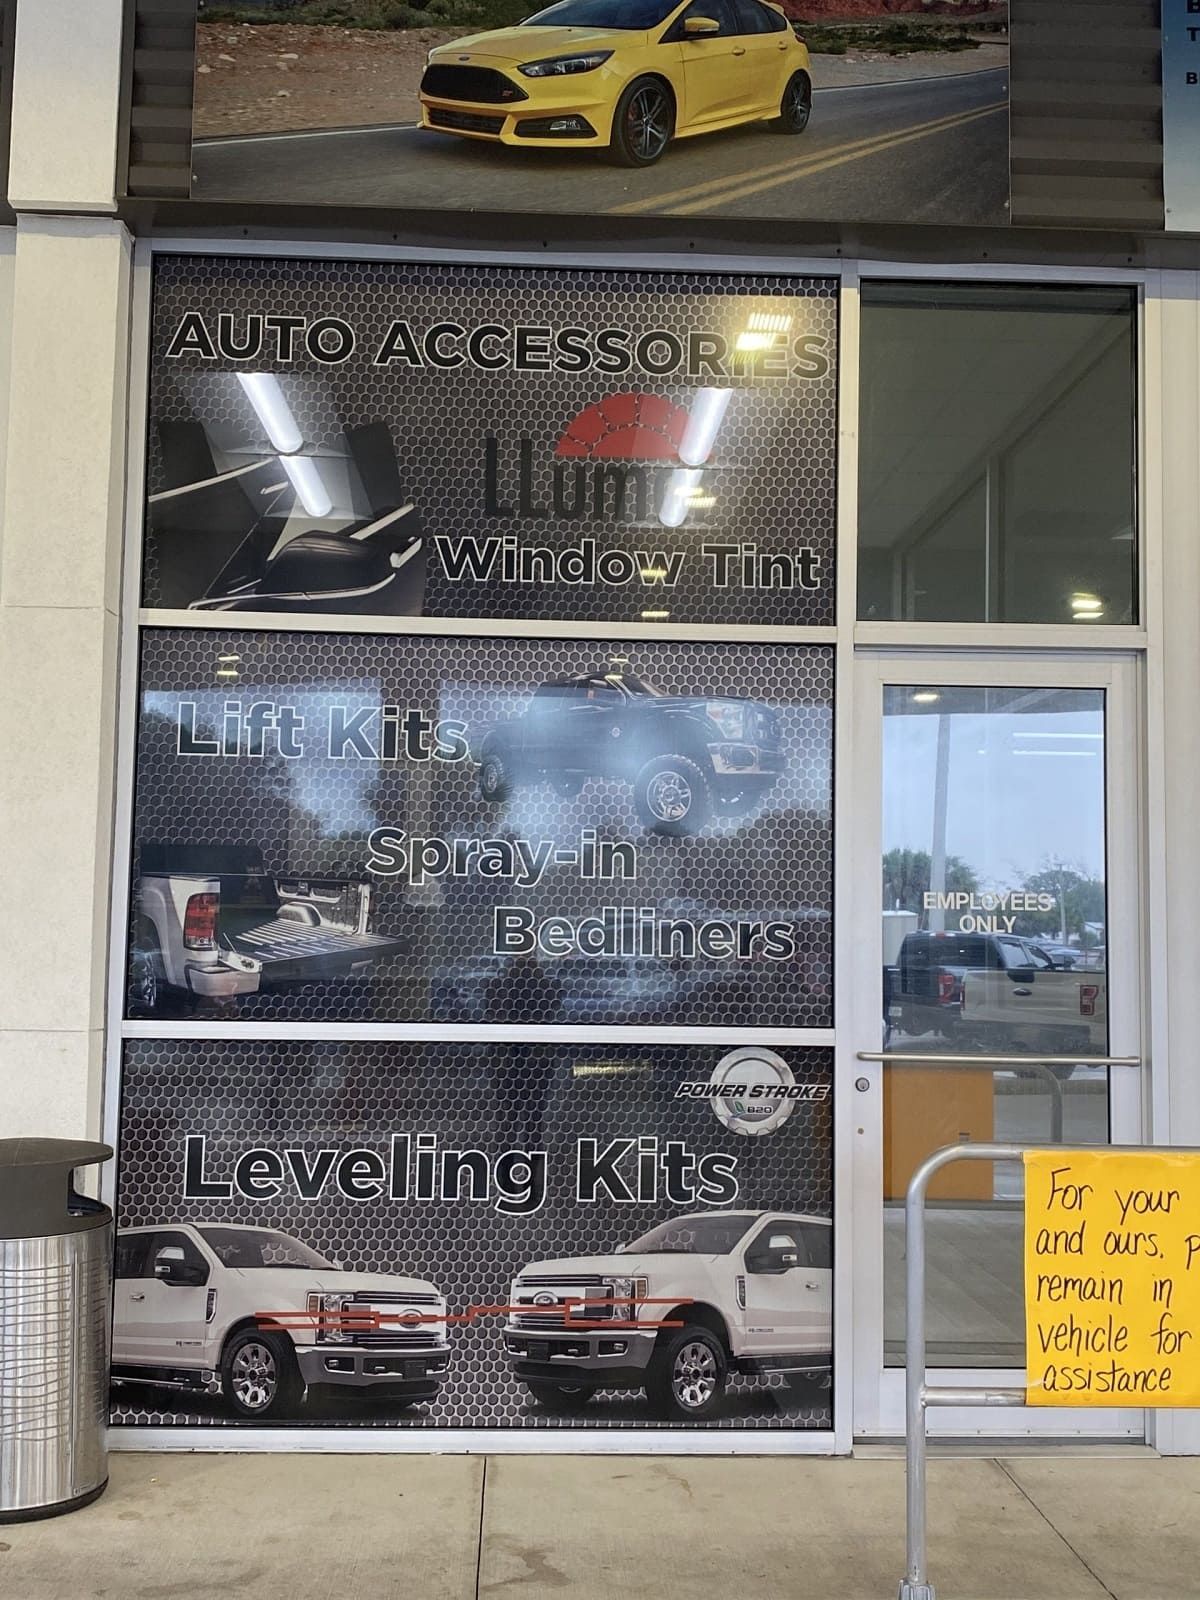 AUTO ACCESSORIES
Window Tint
Lift Kits
Spray-in
Bedliners
POWER STROKE
Leveling Kits
EMPLOYEES
ONLY
For your
and ours. p
remain in
vehicle for
assistance